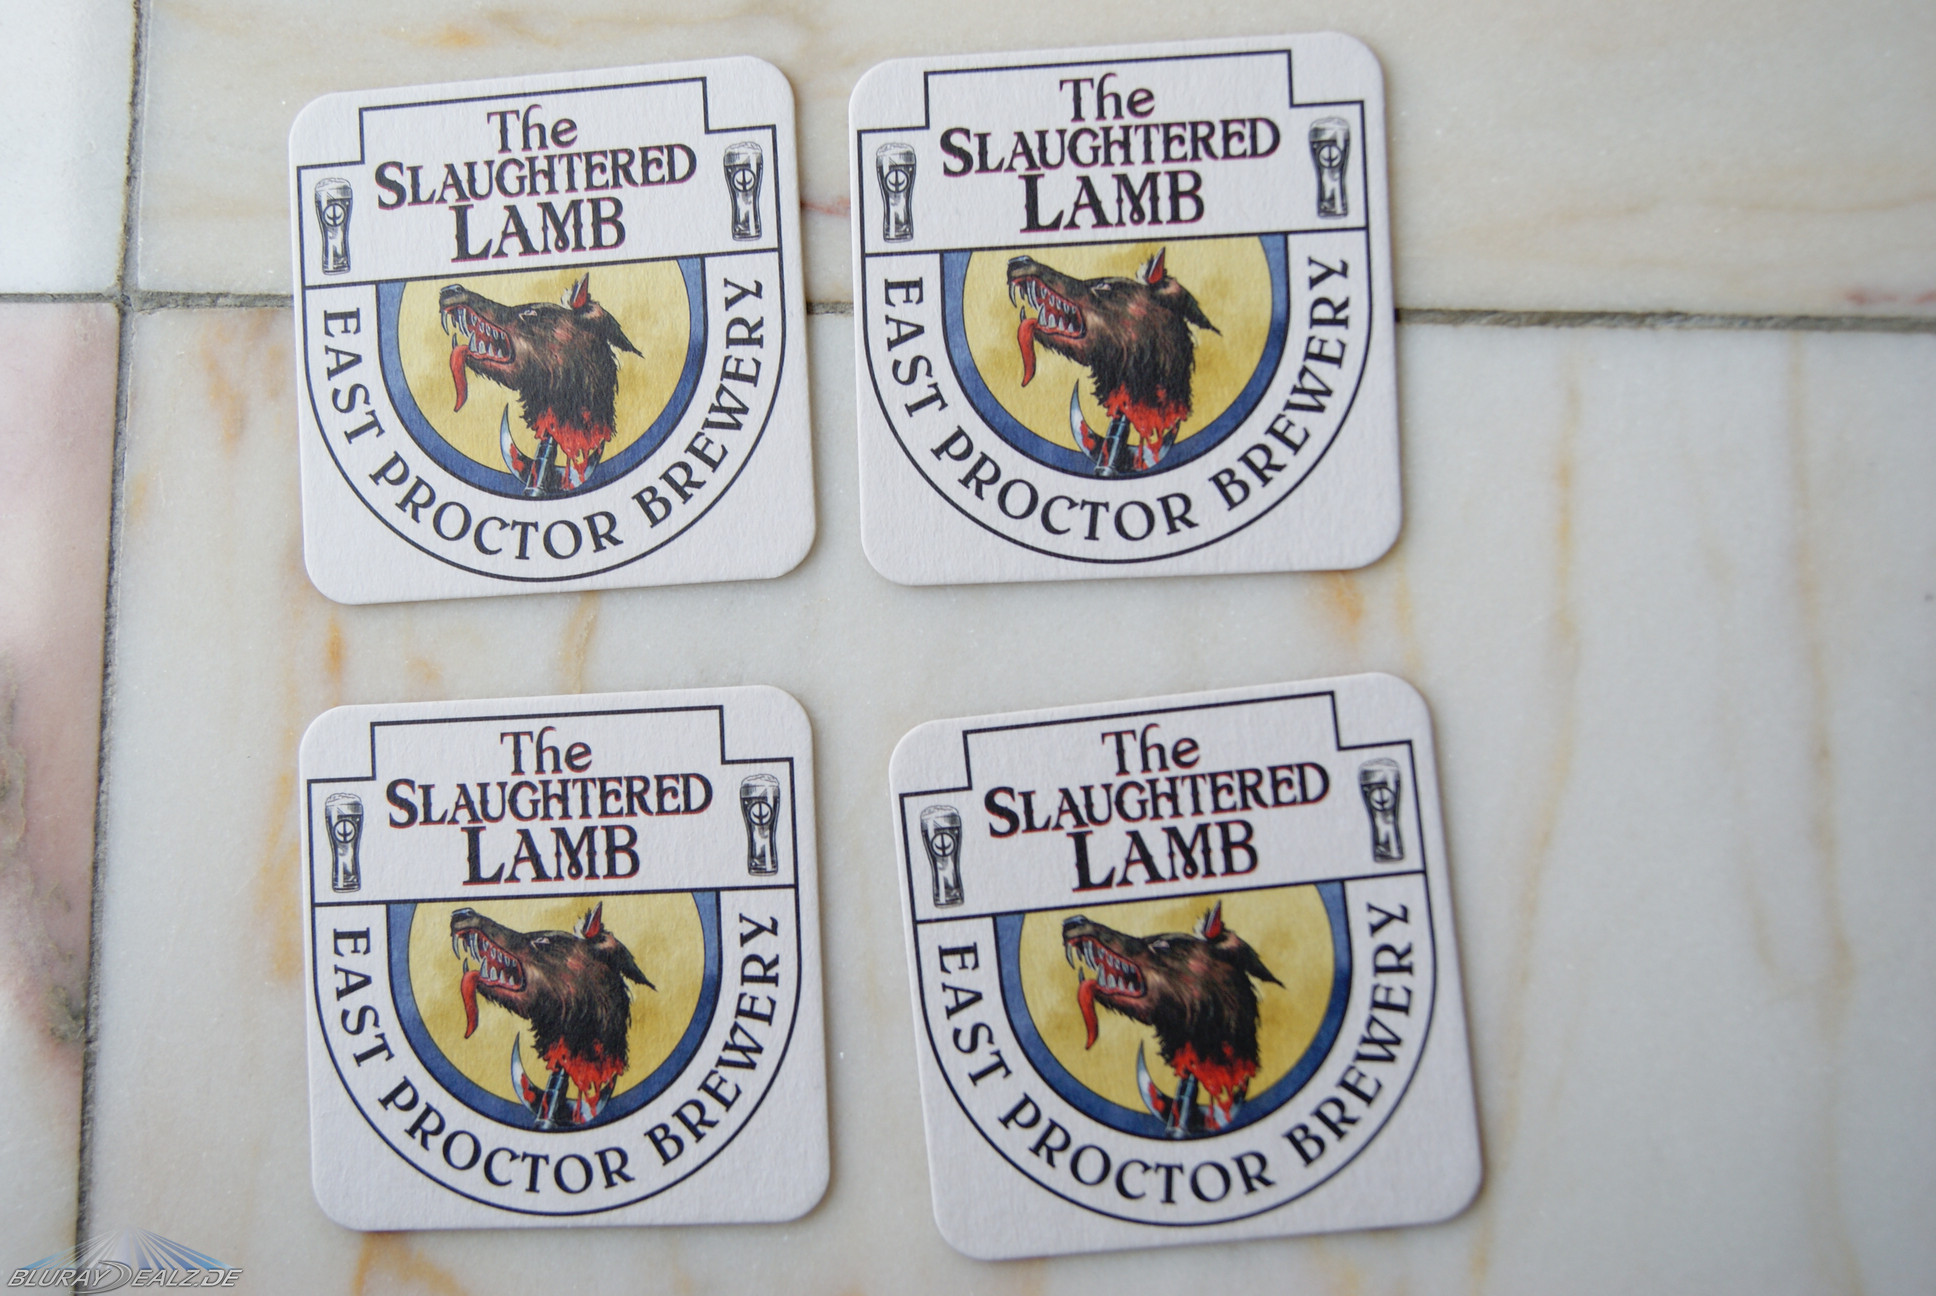 The
SLAUGHTERED
LAMB
EAST PROCTOR BREWERY
The
SLAUGHTERED
LAMB
EAST PROCTOR BREWERY
The
SLAUGHTERED
LAMB
EAST PROCTOR BREWERY
The
SLAUGHTERED
LAMB
EAST PROCTOR BREWERY
BLURAYDEALZ.DE